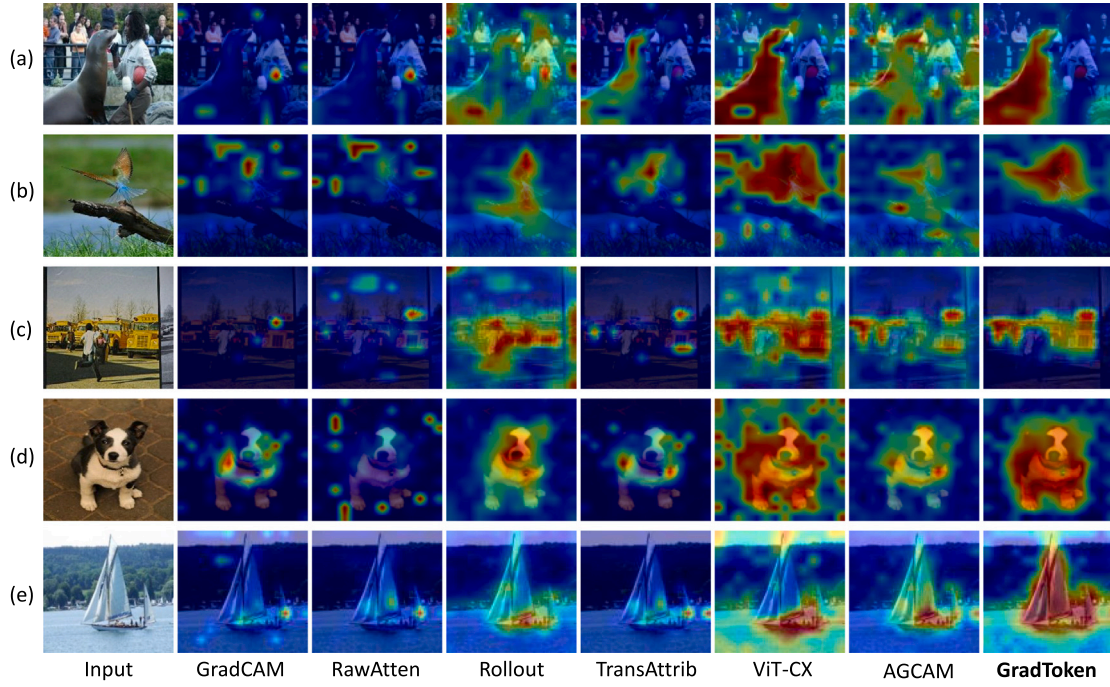 (a)
(b)
(c)
(d)
(e)
Input GradCAM RawAtten Rollout TransAttrib ViT-CX AGCAM GradToken